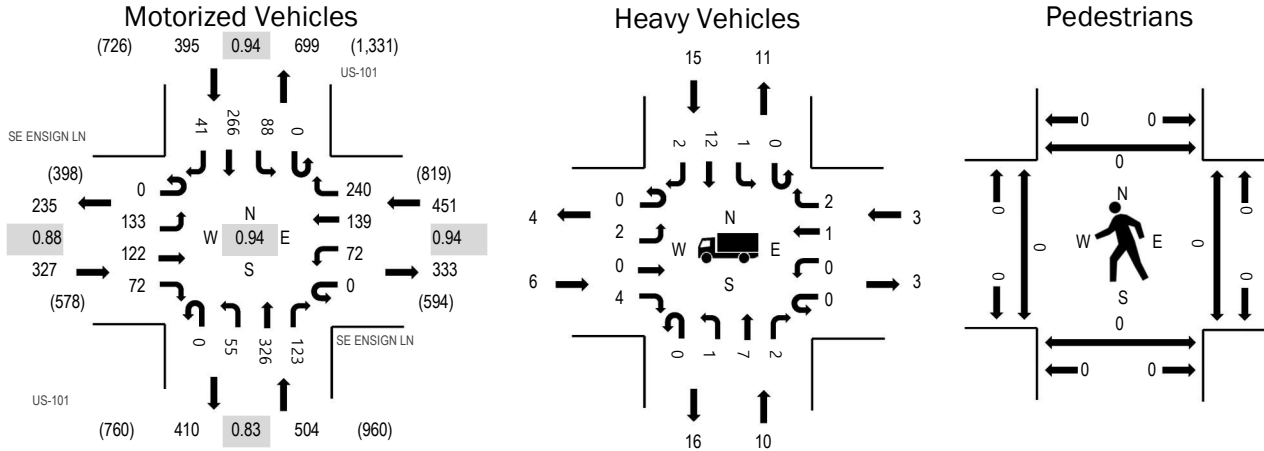 Motorized Vehicles
(726) 395 0.94 699 (1,331)
US-101
SE ENSIGN LN
41 266 88 0
(398) (819)
0 240
235 451
133 139
N
0.88 W 0.94 E 0.94
S
122 72
327 333
72 0
(578) (594)
0 55 326 123
SE ENSIGN LN
US-101
(760) 410 0.83 504 (960)
Heavy Vehicles
15 11
2 12 1 0
0 2
4 3
2 1
N
W E
S
0 0
6 3
4 0
0 1 7 2
16 10
Pedestrians
0 0
0
N
0 0
W E
0 0
S
0 0
0
0 0